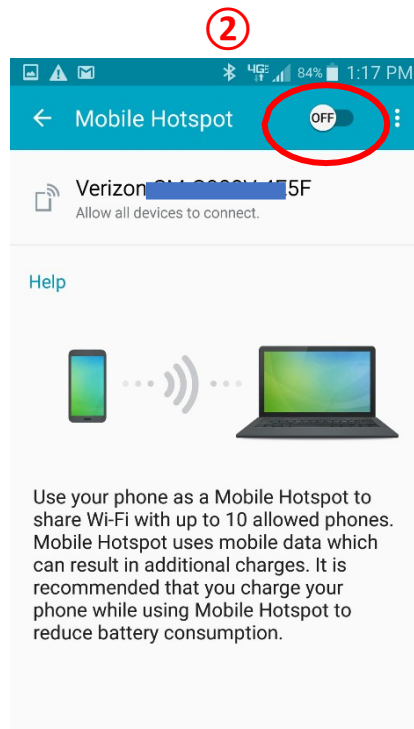 ②
84% 1:17 PM
Mobile Hotspot OFF
Verizon 5F
Allow all devices to connect.
Help
Use your phone as a Mobile Hotspot to
share Wi-Fi with up to 10 allowed phones.
Mobile Hotspot uses mobile data which
can result in additional charges. It is
recommended that you charge your
phone while using Mobile Hotspot to
reduce battery consumption.